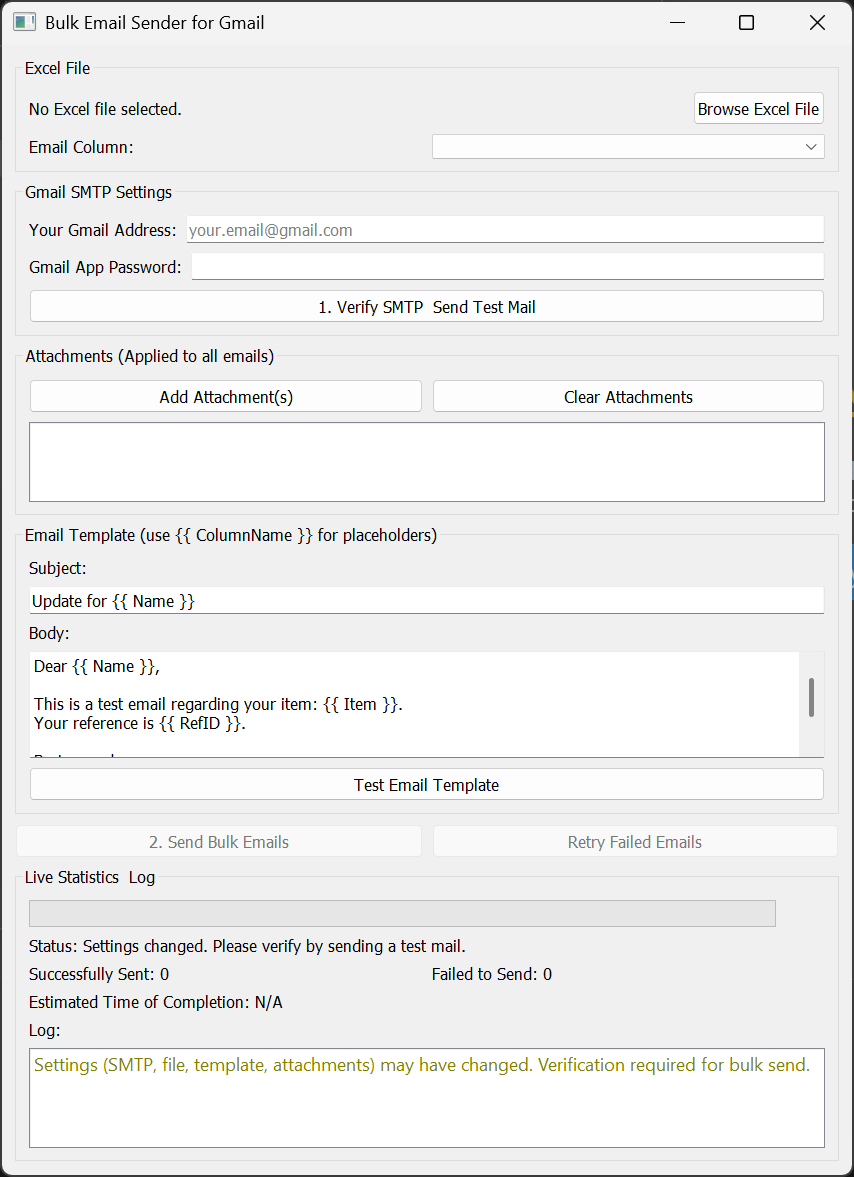 Bulk Email Sender for Gmail
Excel File
No Excel file selected.
Browse Excel File
Email Column:
Gmail SMTP Settings
Your Gmail Address: your.email@gmail.com
Gmail App Password:
1. Verify SMTP  Send Test Mail
Attachments (Applied to all emails)
Add Attachment(s)
Clear Attachments
Email Template (use {{ ColumnName }} for placeholders)
Subject:
Update for {{ Name }}
Body:
Dear {{ Name }},
This is a test email regarding your item: {{ Item }}.
Your reference is {{ RefID }}.
Test Email Template
2. Send Bulk Emails
Retry Failed Emails
Live Statistics  Log
Status: Settings changed. Please verify by sending a test mail.
Successfully Sent: 0
Failed to Send: 0
Estimated Time of Completion: N/A
Log:
Settings (SMTP, file, template, attachments) may have changed. Verification required for bulk send.